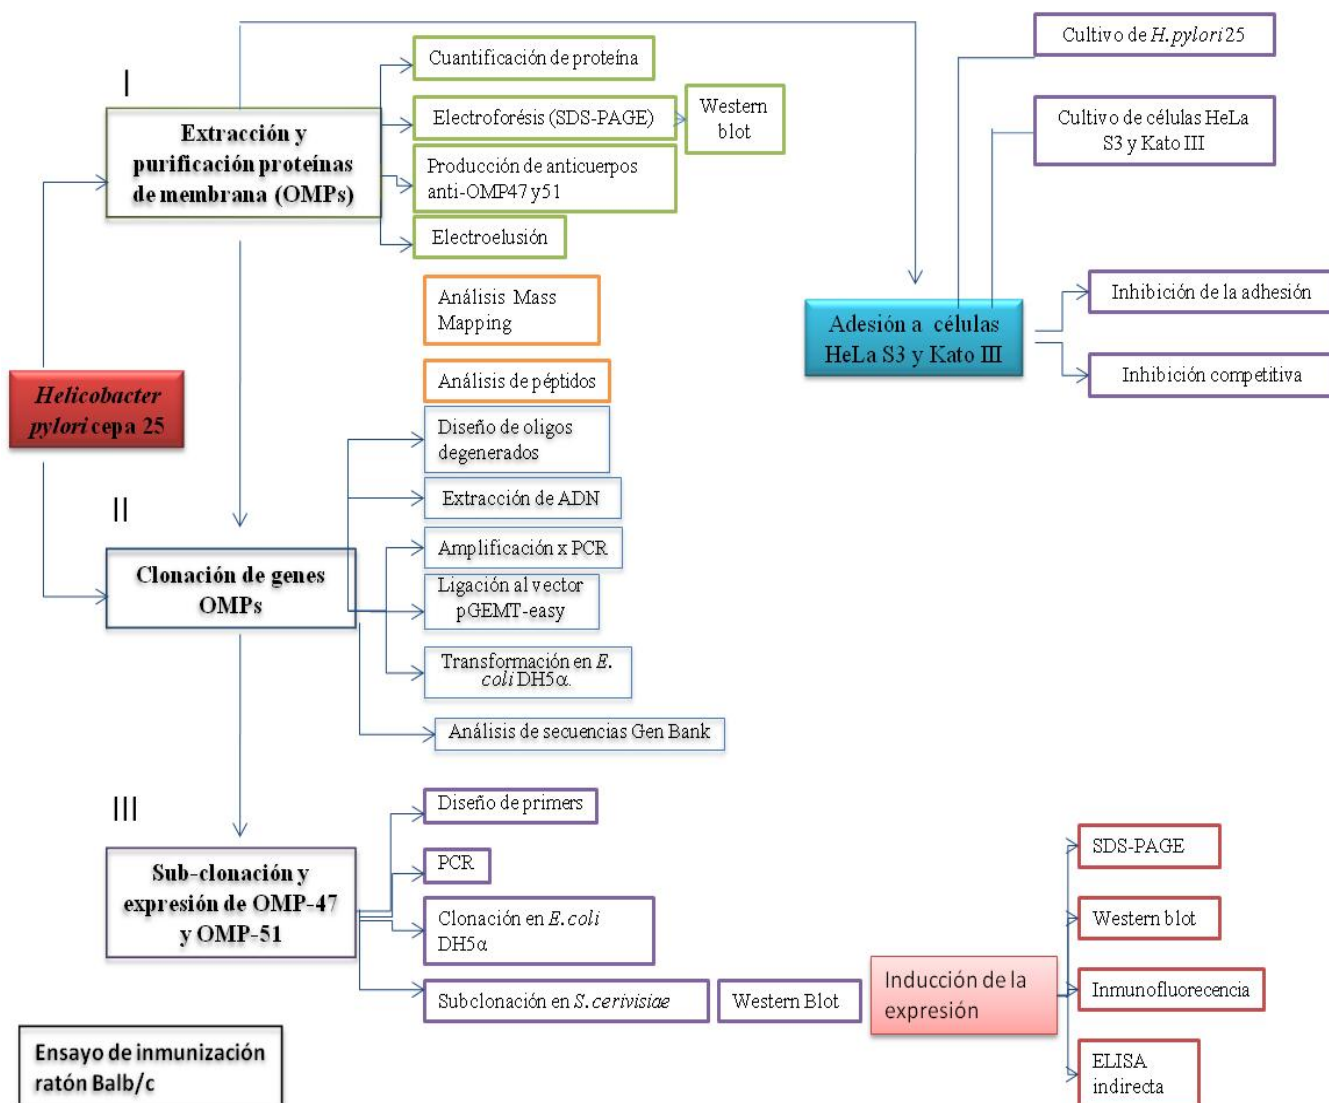 Cultivo de H.pylori 25
I
Cuantificación de proteína
Extracción y
purificación proteínas
de membrana (OMPs)
Electroforésis (SDS-PAGE)
Western
blot
Cultivo de células HeLa
S3 y Kato III
Producción de anticuerpos
anti-OMP47 y51
Electroelusión
Análisis Mass
Mapping
Adesión a células
HeLa S3 y Kato III
Inhibición de la adhesión
Inhibición competitiva
Análisis de péptidos
Helicobacter
pylori cepa 25
Diseño de oligos
degenerados
II
Extracción de ADN
Clonación de genes
OMPs
Amplificación x PCR
Ligación al vector
pGEMT-easy
Transformación en E.
coli DH5α.
Análisis de secuencias Gen Bank
III
Diseño de primers
Sub-clonación y
expresión de OMP-47
y OMP-51
PCR
Clonación en E. coli
DH5α
Subclonación en S. cerivisiae
Western Blot
Inducción de la
expresión
SDS-PAGE
Western blot
Inmunofluorecencia
ELISA
indirecta
Ensayo de inmunización
ratón Balb/c